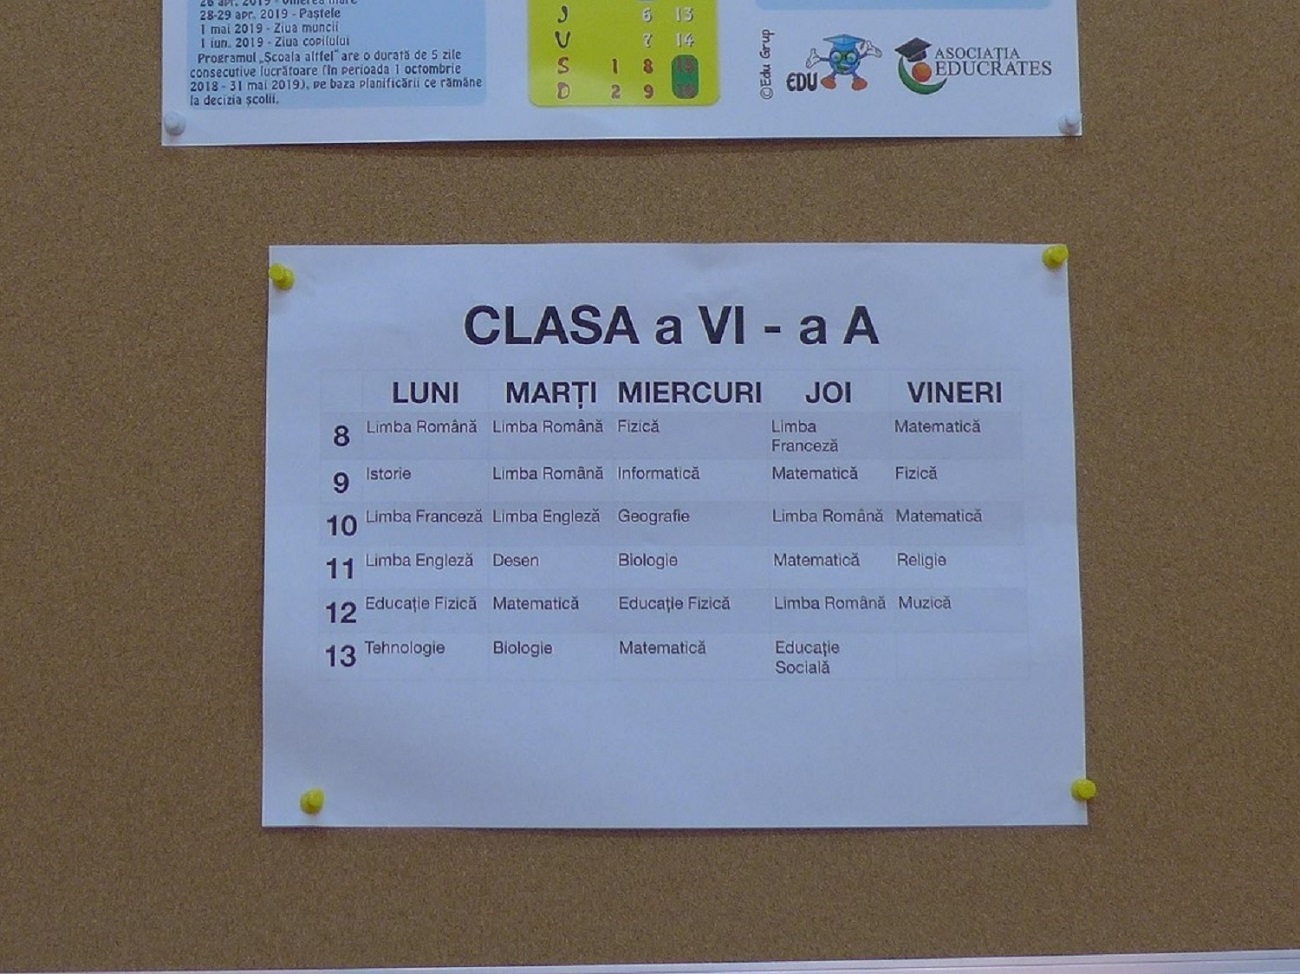 28-29 apr. 2019 - Paștele
1 mai 2019 - Ziua muncii
1 iun. 2019 - Ziua copilului
Programul „Școala altfel” are o durată de 5 zile
consecutive lucrătoare (în perioada 1 octombrie
2018 - 31 mai 2019), pe baza planificării ce rămâne
la decizia școlii.
J 6 13
V 7 14
S 1 8
D 2 9
©Edu Grup
EDU
ASOCIAȚIA
EDUCRATES
CLASA a VI - a A
LUNI MARȚI MIERCURI JOI VINERI
8 Limba Română Limba Română Fizică Limba Franceză Matematică
9 Istorie Limba Română Informatică Matematică Fizică
10 Limba Franceză Limba Engleză Geografie Limba Română Matematică
11 Limba Engleză Desen Biologie Matematică Religie
12 Educație Fizică Matematică Educație Fizică Limba Română Muzică
13 Tehnologie Biologie Matematică Educație Socială